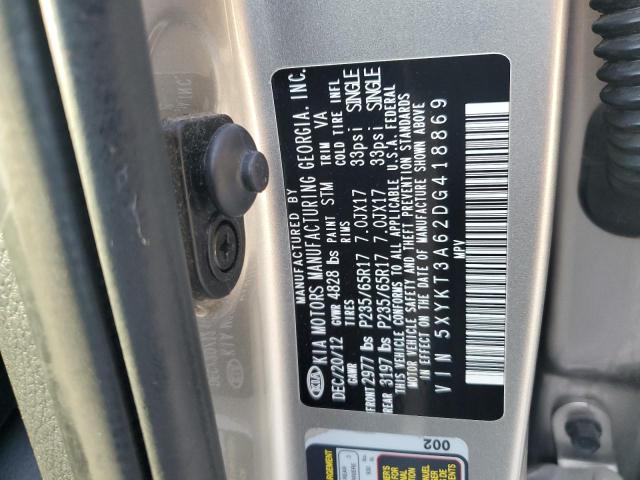 MANUFACTURED BY
KIA KIA MOTORS MANUFACTURING GEORGIA, INC.
DEC/20/12 GVWR 4828 lbs PAINT STM TRIM VA
GAWR TIRES RIMS COLD TIRE INFL
FRONT 2977 lbs P235/65R17 7.0JX17 33psi SINGLE
REAR 3197 lbs P235/65R17 7.0JX17 33psi SINGLE
THIS VEHICLE CONFORMS TO ALL APPLICABLE U.S.A. FEDERAL
MOTOR VEHICLE SAFETY AND THEFT PREVENTION STANDARDS
IN EFFECT ON THE DATE OF MANUFACTURE SHOWN ABOVE
VIN 5XYKT3A62DG418869
MPV
002